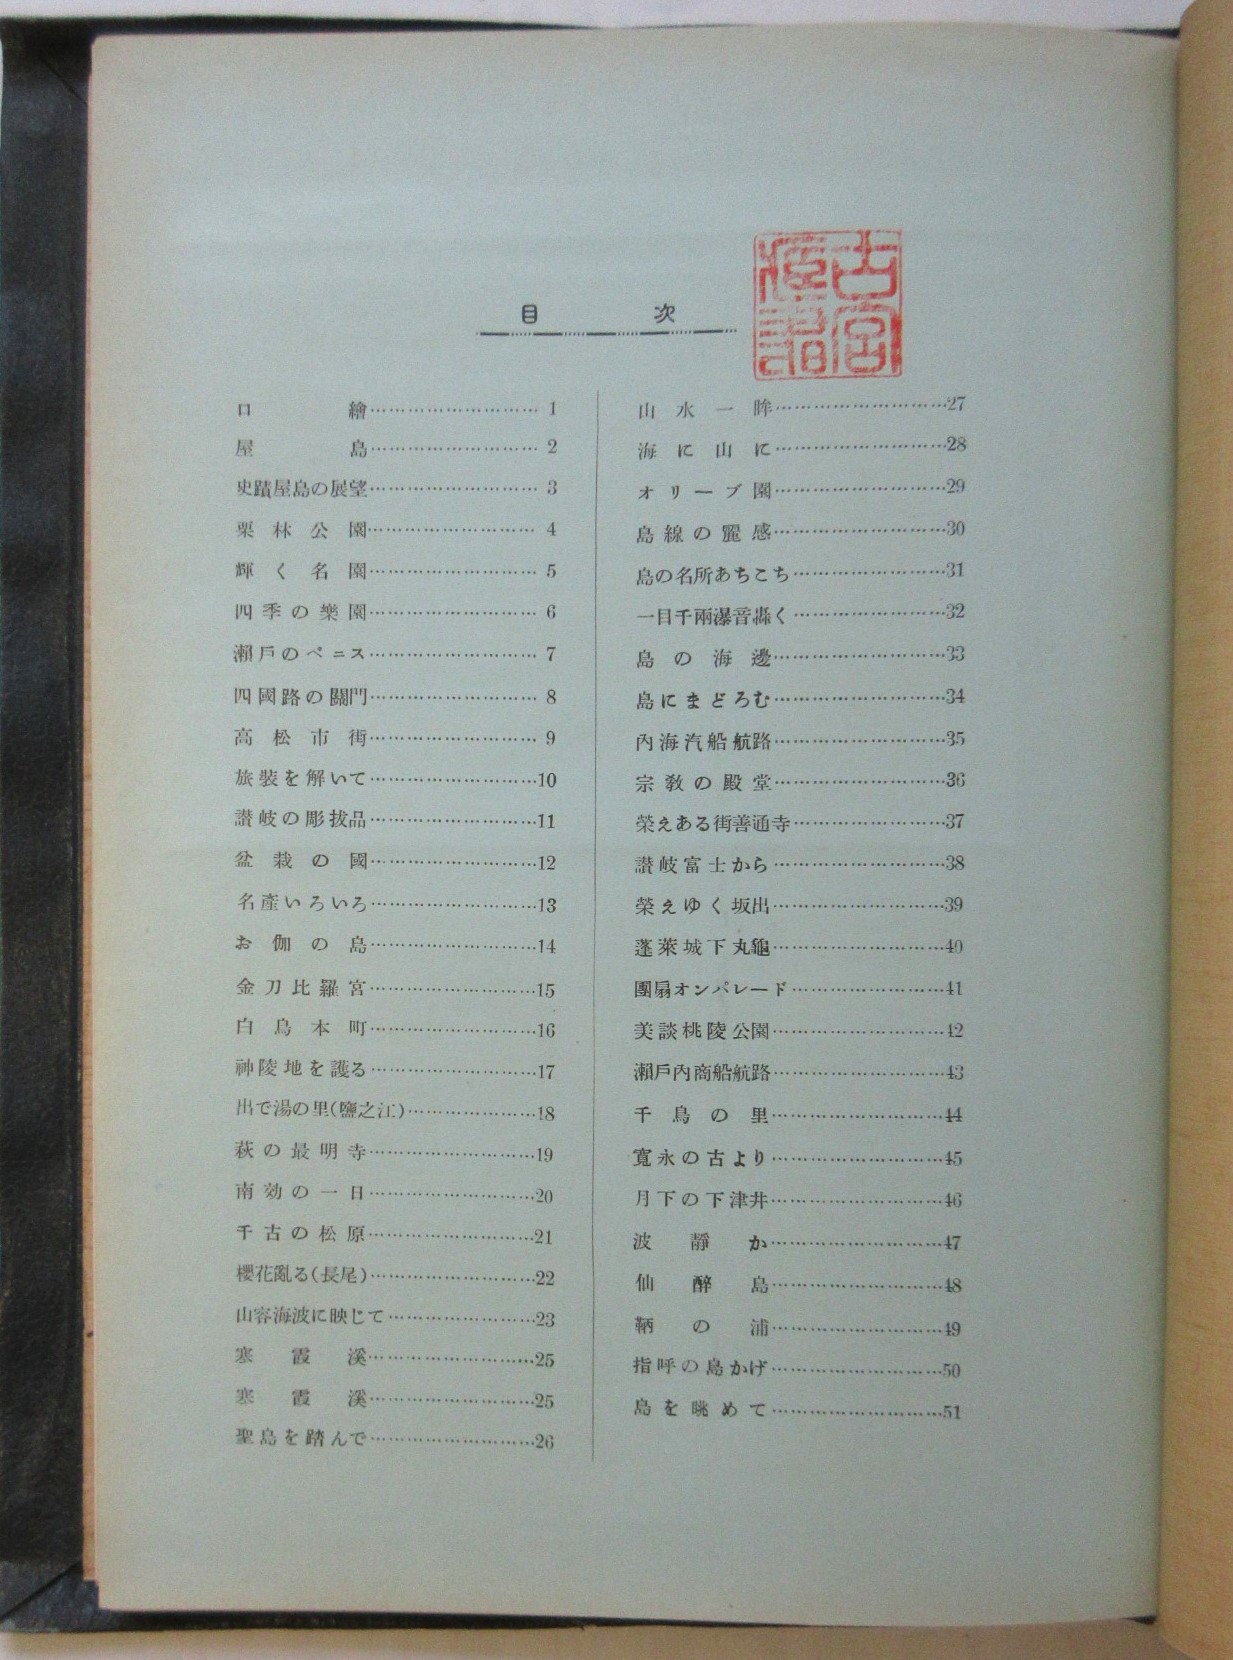 目次
古宮
蔵書
口繪…………………………1
屋島…………………………2
史蹟屋島の展望…………………………3
栗林公園…………………………4
輝く名園…………………………5
四季の樂園…………………………6
瀨戶のベニス…………………………7
四國路の關門…………………………8
高松市街…………………………9
旅裝を解いて…………………………10
讃岐の彫拔品…………………………11
盆栽の國…………………………12
名產いろいろ…………………………13
お伽の島…………………………14
金刀比羅宮…………………………15
白鳥本町…………………………16
神陵地を護る…………………………17
出で湯の里(鹽之江)…………………18
萩の最明寺…………………………19
南効の一日…………………………20
千古の松原…………………………21
櫻花亂る(長尾)…………………………22
山容海波に映じて………………………23
寒霞溪…………………………25
寒霞溪…………………………25
聖島を踏んで…………………………26
山水一眸…………………………27
海に山に…………………………28
オリーブ園…………………………29
島線の麗感…………………………30
島の名所あちこち………………………31
一目千兩瀑音轟く………………………32
島の海邊…………………………33
島にまどろむ…………………………34
內海汽船航路…………………………35
宗敎の殿堂…………………………36
榮えある街善通寺………………………37
讃岐富士から…………………………38
榮えゆく坂出…………………………39
蓬萊城下丸龜…………………………40
團扇オンパレード………………………41
美談桃陵公園…………………………42
瀨戶內商船航路…………………………43
千鳥の里…………………………44
寬永の古より…………………………45
月下の下津井…………………………46
波靜か…………………………47
仙醉島…………………………48
鞆の浦…………………………49
指呼の島かげ…………………………50
島を眺めて…………………………51